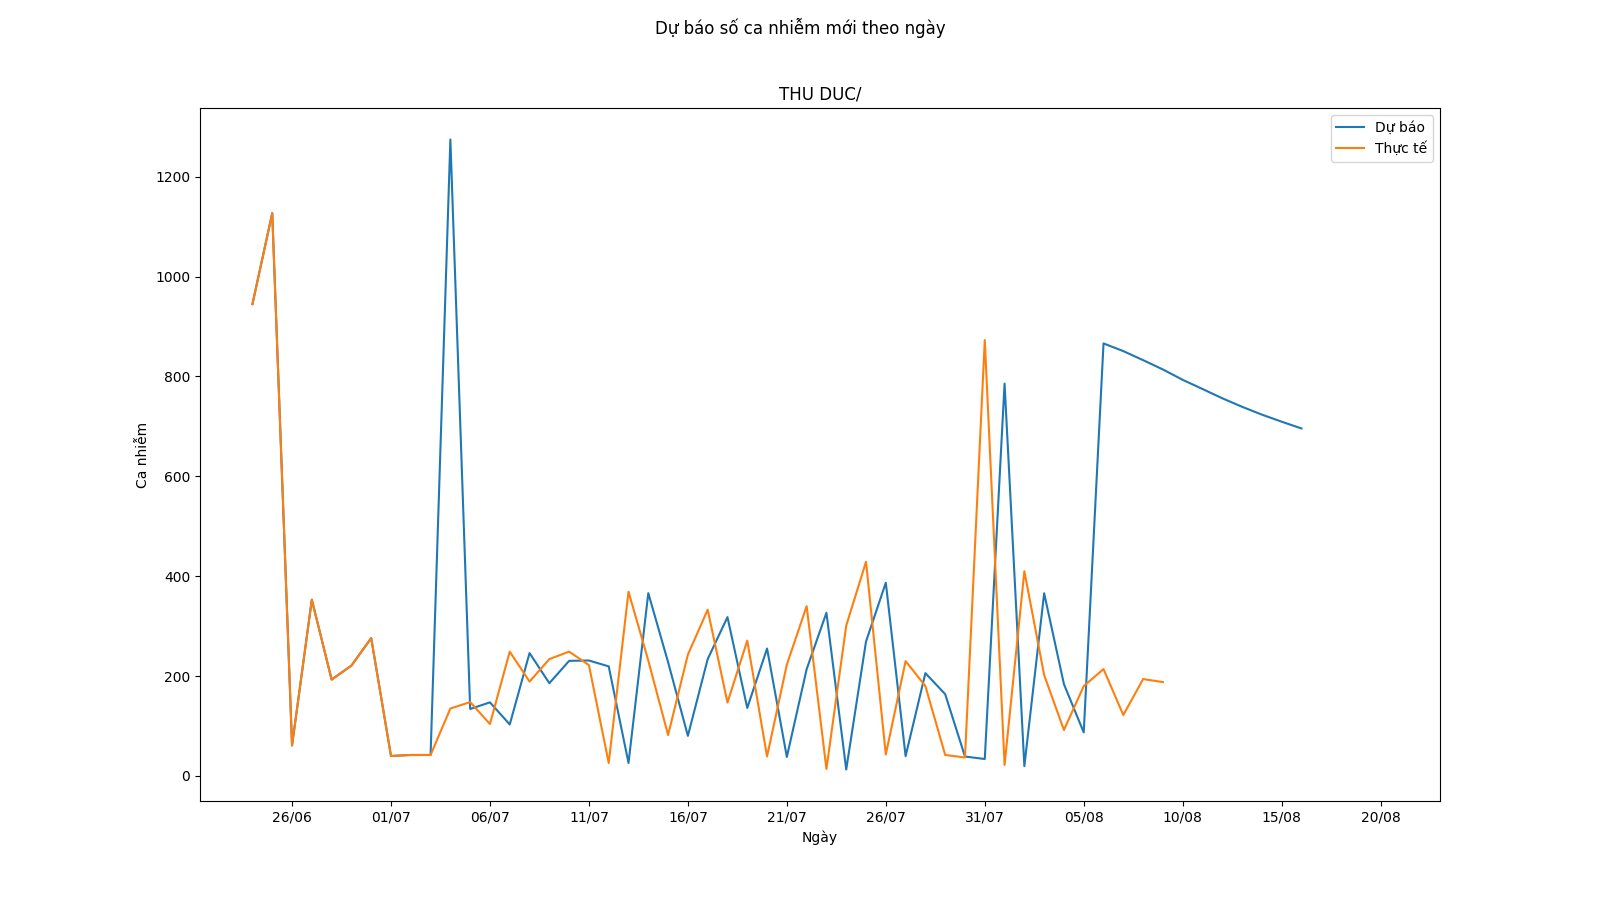 Dự báo số ca nhiễm mới theo ngày
THU DUC/
Dự báo
Thực tế
1200
1000
800
600
400
200
0
Ca nhiễm
26/06 01/07 06/07 11/07 16/07 21/07 26/07 31/07 05/08 10/08 15/08 20/08
Ngày